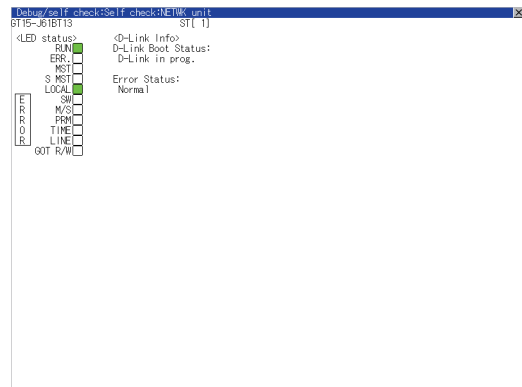 Debug/self check:Self check:NETWK unit
GT15-J61BT13 ST[ 1]
<LED status> <D-Link Info>
RUN D-Link Boot Status:
ERR. D-Link in prog.
MST
S MST Error Status:
LOCAL Normal
E SW
R M/S
R PRM
O TIME
R LINE
GOT R/W